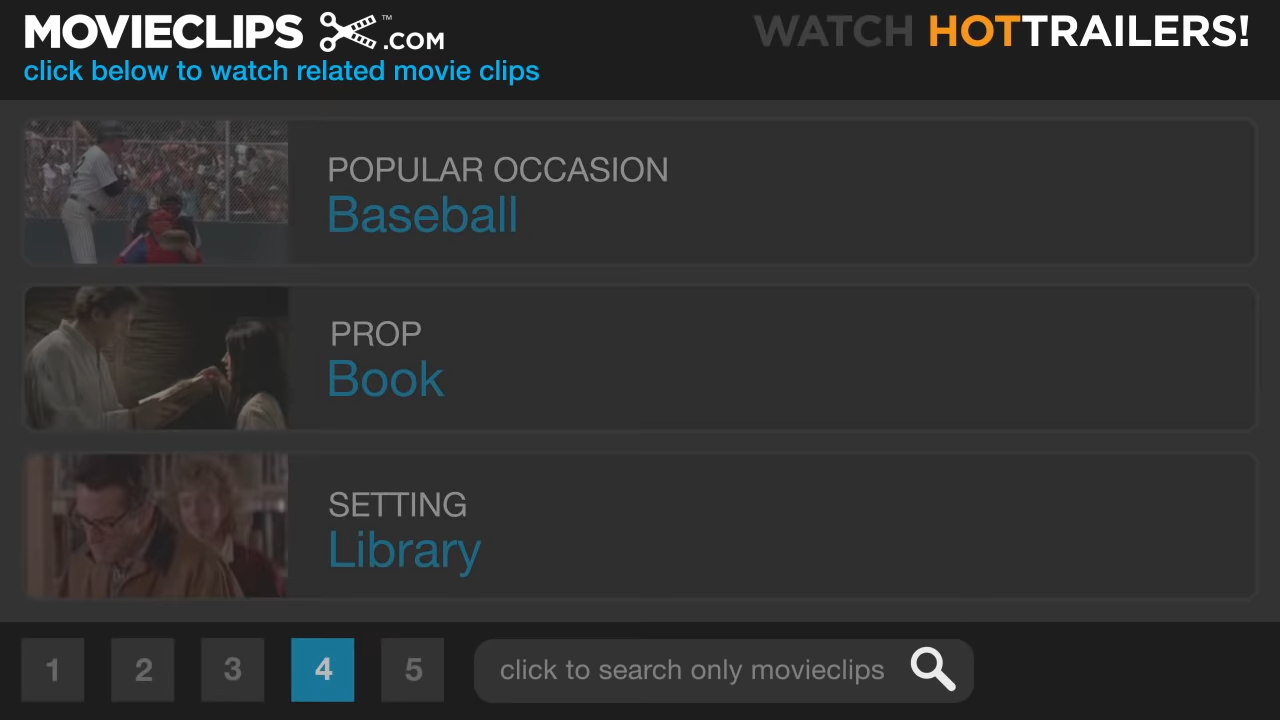 MOVIECLIPS ™ .COM
WATCH HOTTRAILERS!
click below to watch related movie clips
POPULAR OCCASION
Baseball
PROP
Book
SETTING
Library
1 2 3 4 5 click to search only movieclips